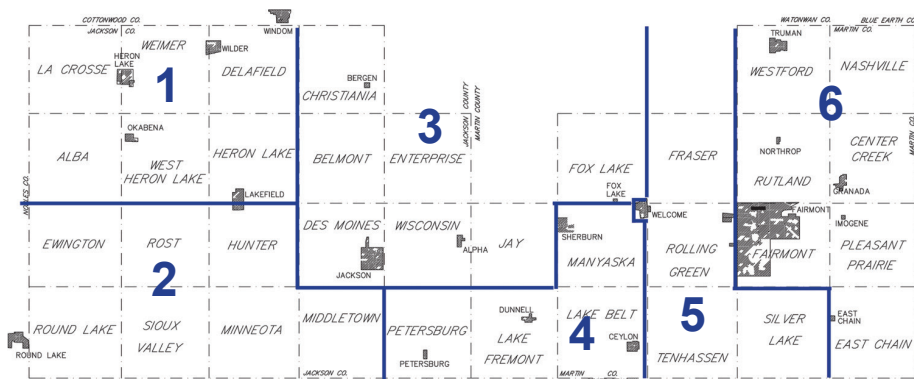 COTTONWOOD CO.
JACKSON CO.
WINDOM
WATONWAN CO.
BLUE EARTH CO.
MARTIN CO.
WEIMER
WILDER
TRUMAN
LA CROSSE
HERON
LAKE
DELAFIELD
BERGEN
CHRISTIANIA
WESTFORD
NASHVILLE
1
3
6
JACKSON COUNTY
MARTIN COUNTY
OKABENA
ALBA
WEST
HERON LAKE
HERON LAKE
BELMONT
ENTERPRISE
FOX LAKE
FRASER
NORTHROP
RUTLAND
CENTER
CREEK
MARTIN CO.
GRANADA
NOBLES CO.
LAKEFIELD
FOX
LAKE
WELCOME
FAIRMONT
IMOGENE
EWINGTON
ROST
HUNTER
DES MOINES
WISCONSIN
ALPHA
JAY
SHERBURN
MANYASKA
ROLLING
GREEN
FAIRMONT
PLEASANT
PRAIRIE
JACKSON
2
4
5
ROUND LAKE
ROUND LAKE
SIOUX
VALLEY
MINNEOTA
MIDDLETOWN
PETERSBURG
PETERSBURG
DUNNELL
LAKE
FREMONT
LAKE BELT
CEYLON
TENHASSEN
SILVER
LAKE
EAST
CHAIN
EAST CHAIN
JACKSON CO.
MARTIN CO.